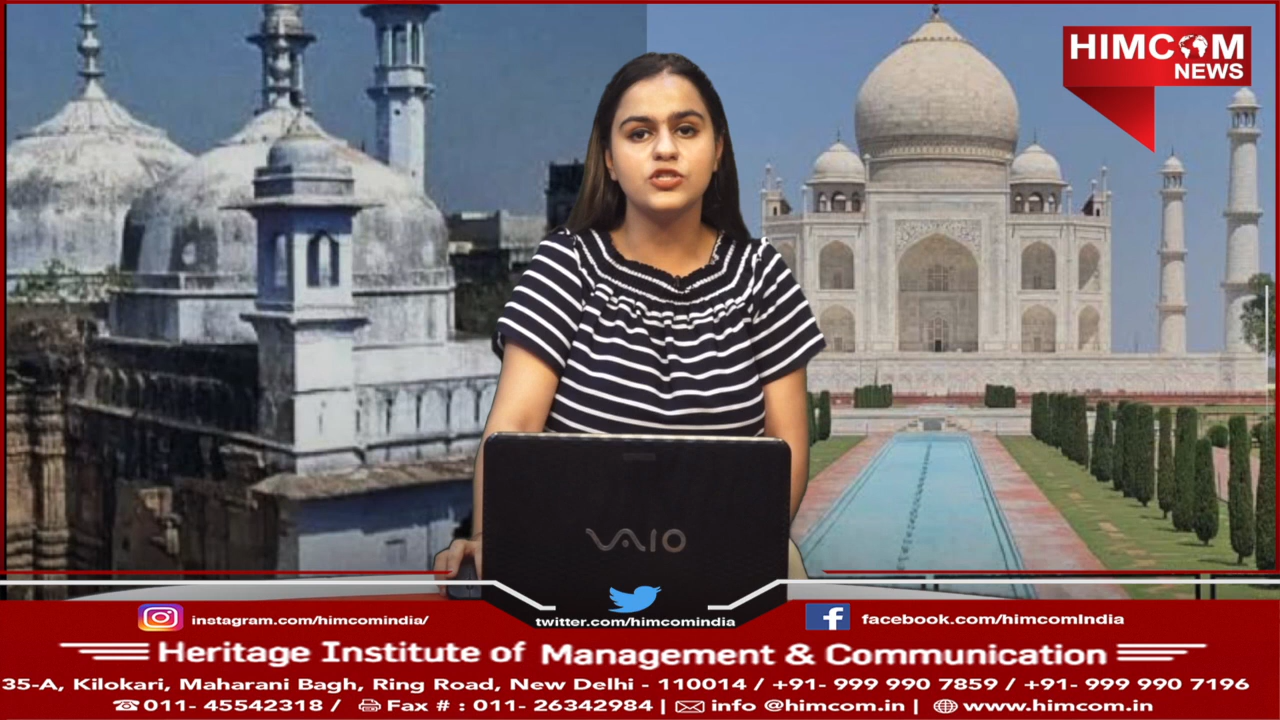 HIMCOM
NEWS
VAIO
instagram.com/himcomindia/
twitter.com/himcomindia
facebook.com/himcomIndia
Heritage Institute of Management & Communication
35-A, Kilokari, Maharani Bagh, Ring Road, New Delhi - 110014 / +91- 999 990 7859 / +91- 999 990 7196
011- 45542318 / Fax # : 011- 26342984 | info @himcom.in | www.himcom.in